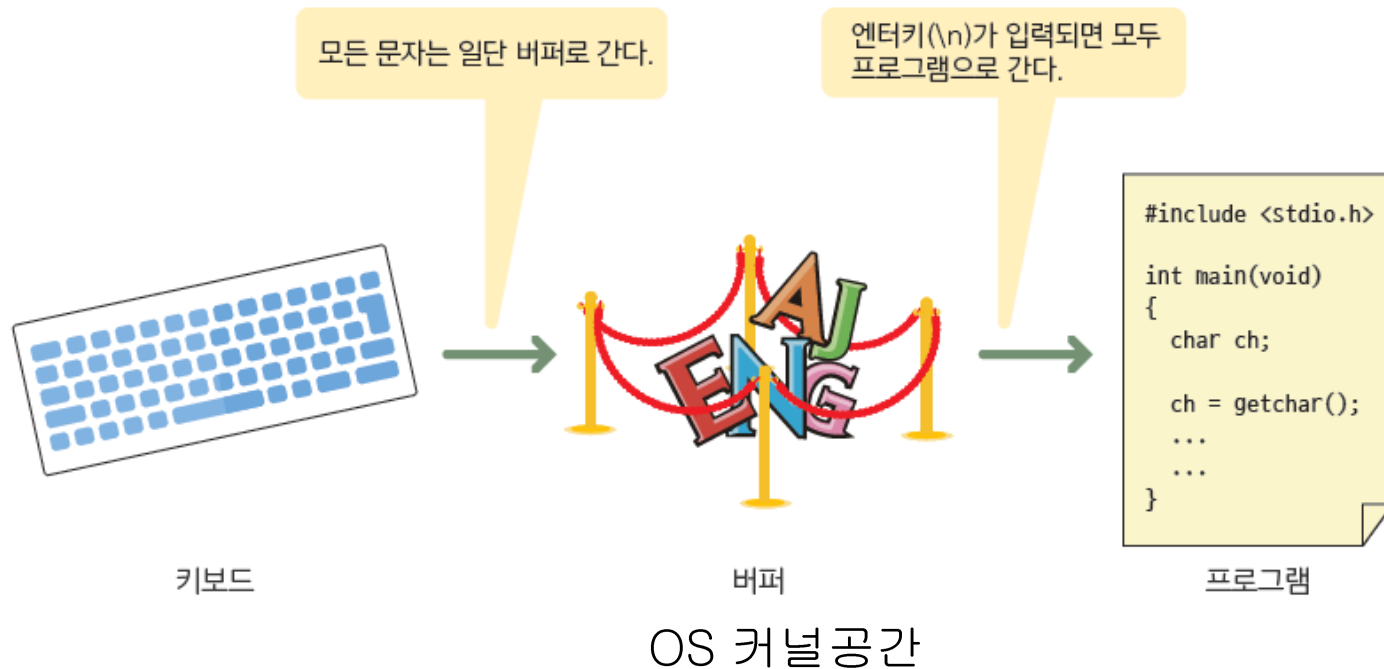 모든 문자는 일단 버퍼로 간다.
엔터키(\n)가 입력되면 모두
프로그램으로 간다.
#include <stdio.h>
int main(void)
{
char ch;
ch = getchar();
...
...
}
A J
E N G
키보드
버퍼
프로그램
OS 커널공간